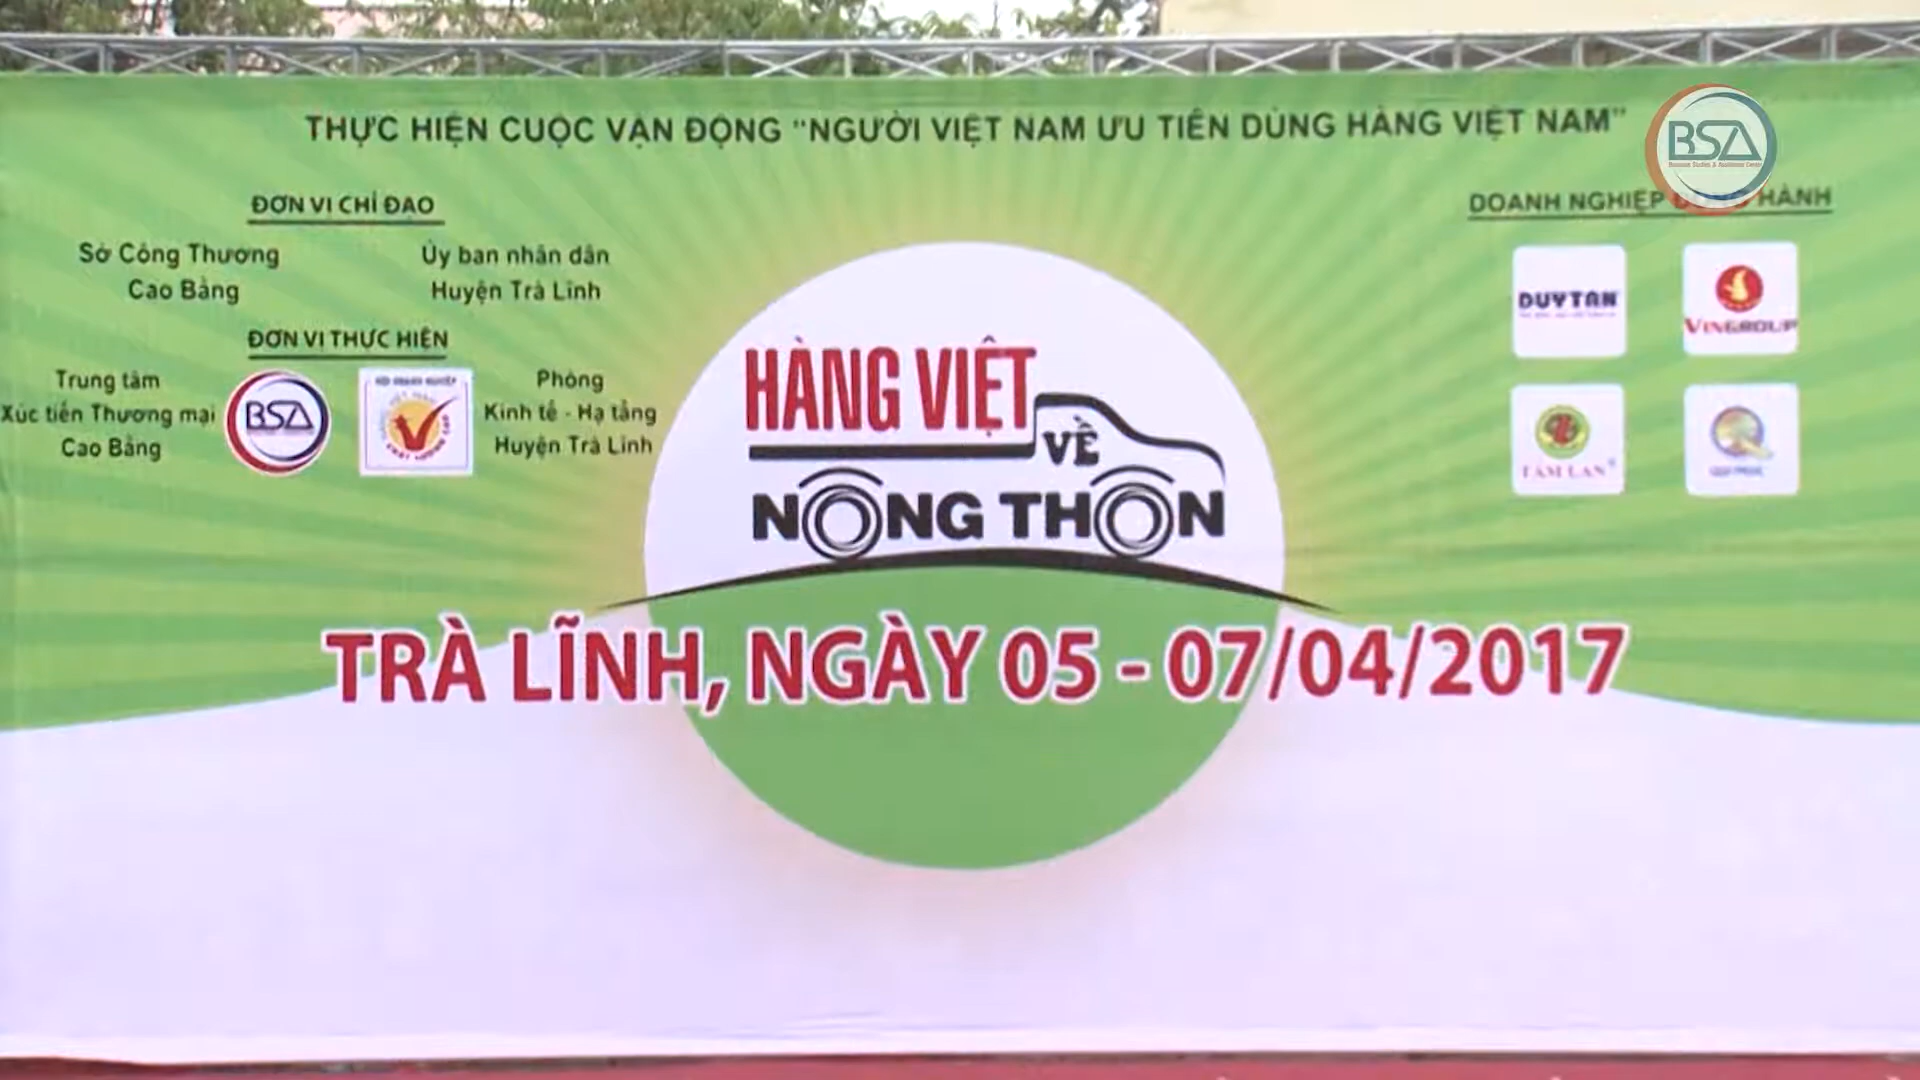 THỰC HIỆN CUỘC VẬN ĐỘNG "NGƯỜI VIỆT NAM ƯU TIÊN DÙNG HÀNG VIỆT NAM"
BSA
ĐƠN VỊ CHỈ ĐẠO
Sở Công Thương
Cao Bằng
Ủy ban nhân dân
Huyện Trà Lĩnh
ĐƠN VỊ THỰC HIỆN
Trung tâm
Xúc tiến Thương mại
Cao Bằng
BSA
Phòng
Kinh tế - Hạ tầng
Huyện Trà Lĩnh
DOANH NGHIỆP HÀNH
DUYTAN
VINGROUP
TÂM LAN®
HÀNG VIỆT
VỀ
NÔNG THÔN
TRÀ LĨNH, NGÀY 05 - 07/04/2017